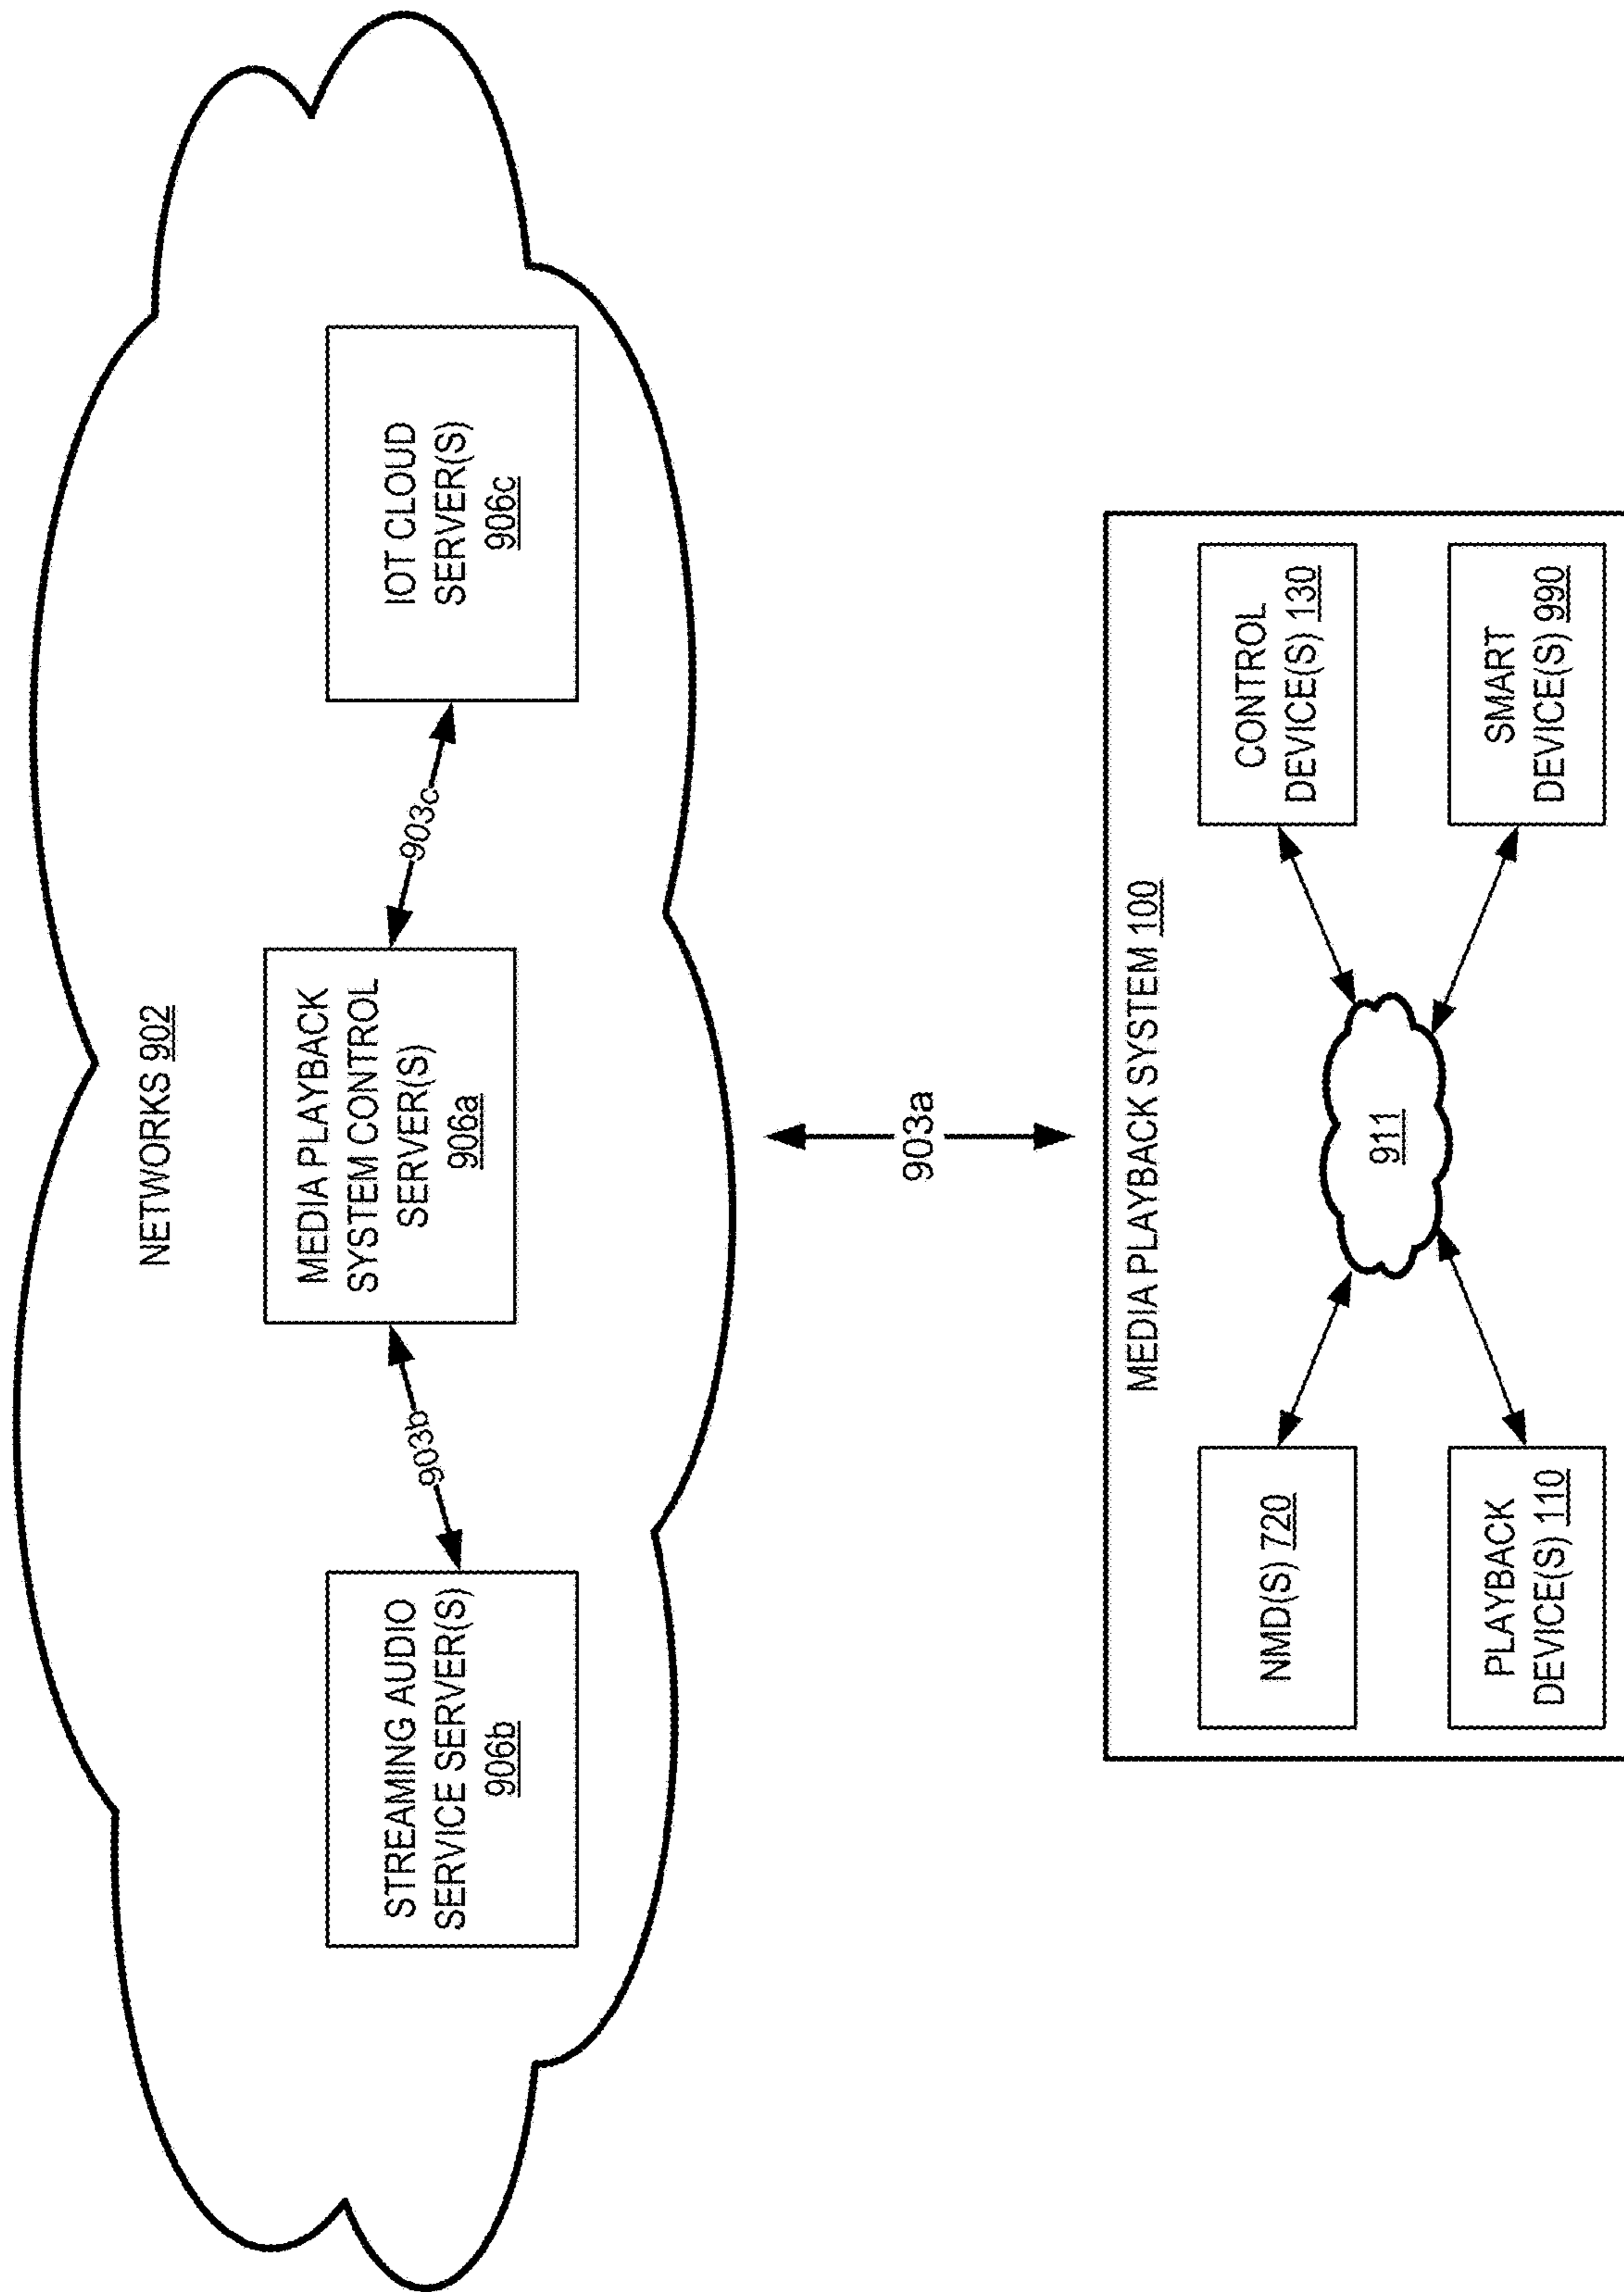 NETWORKS 902
STREAMING AUDIO
SERVICE SERVER(S)
906b
903b
MEDIA PLAYBACK
SYSTEM CONTROL
SERVER(S)
906a
903c
IOT CLOUD
SERVER(S)
906c
903a
MEDIA PLAYBACK SYSTEM 100
NMD(S) 720
PLAYBACK
DEVICE(S) 110
911
CONTROL
DEVICE(S) 130
SMART
DEVICE(S) 990